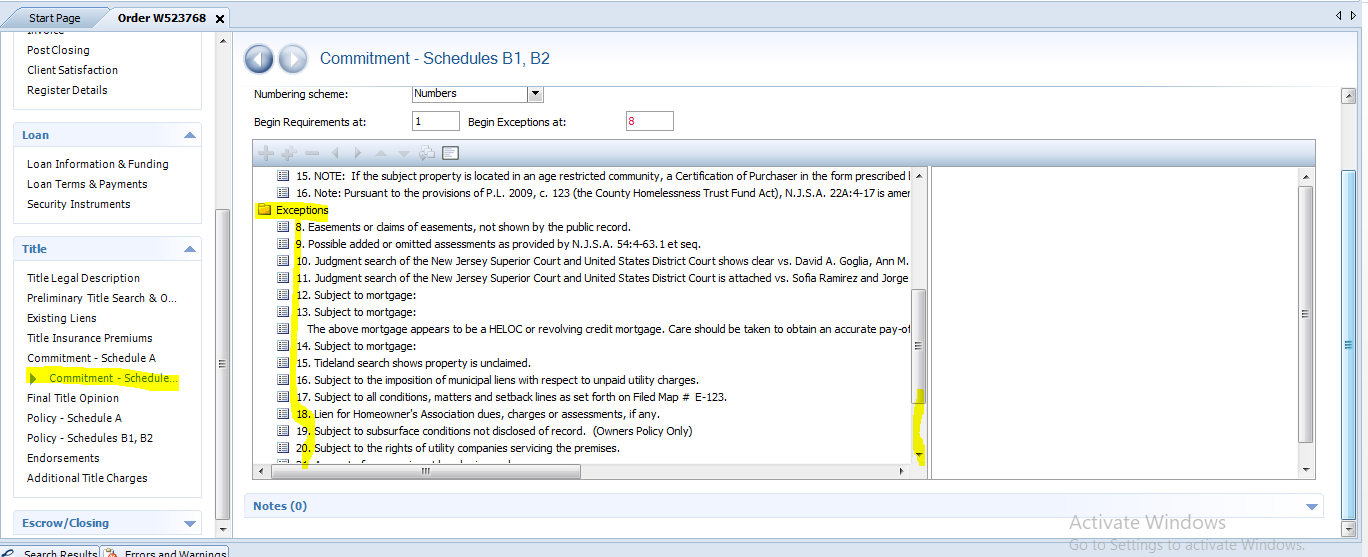 Start Page
Order W523768
Invoice
Post Closing
Client Satisfaction
Register Details
Loan
Loan Information & Funding
Loan Terms & Payments
Security Instruments
Title
Title Legal Description
Preliminary Title Search & O...
Existing Liens
Title Insurance Premiums
Commitment - Schedule A
Commitment - Schedule...
Final Title Opinion
Policy - Schedule A
Policy - Schedules B1, B2
Endorsements
Additional Title Charges
Escrow/Closing
Commitment - Schedules B1, B2
Numbering scheme: Numbers
Begin Requirements at: 1 Begin Exceptions at: 8
15. NOTE: If the subject property is located in an age restricted community, a Certification of Purchaser in the form prescribed
16. Note: Pursuant to the provisions of P.L. 2009, c. 123 (the County Homelessness Trust Fund Act), N.J.S.A. 22A:4-17 is amer
Exceptions
8. Easements or claims of easements, not shown by the public record.
9. Possible added or omitted assessments as provided by N.J.S.A. 54:4-63.1 et seq.
10. Judgment search of the New Jersey Superior Court and United States District Court shows clear vs. David A. Goglia, Ann M.
11. Judgment search of the New Jersey Superior Court and United States District Court is attached vs. Sofia Ramirez and Jorge
12. Subject to mortgage:
13. Subject to mortgage:
The above mortgage appears to be a HELOC or revolving credit mortgage. Care should be taken to obtain an accurate pay-of
14. Subject to mortgage:
15. Tideland search shows property is unclaimed.
16. Subject to the imposition of municipal liens with respect to unpaid utility charges.
17. Subject to all conditions, matters and setback lines as set forth on Filed Map # E-123.
18. Lien for Homeowner's Association dues, charges or assessments, if any.
19. Subject to subsurface conditions not disclosed of record. (Owners Policy Only)
20. Subject to the rights of utility companies servicing the premises.
Notes (0)
Activate Windows
Go to Settings to activate Windows.
Search Results
Errors and Warnings